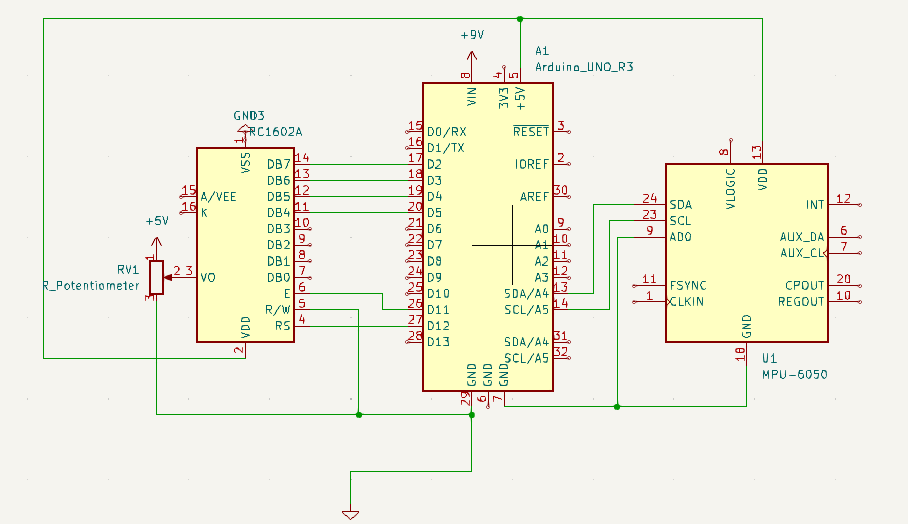 +9V
A1
Arduino_UNO_R3
8
4
5
VIN
3V3
+5V
GND3
RC1602A
1
VSS
14 DB7
13 DB6
12 DB5
11 DB4
10 DB3
9 DB2
8 DB1
7 DB0
6 E
5 R/W
4 RS
15 A/VEE
16 K
3 VO
VDD
2
+5V
RV1
R_Potentiometer
1
2
3
15 D0/RX
16 D1/TX
17 D2
18 D3
19 D4
20 D5
21 D6
22 D7
23 D8
24 D9
25 D10
26 D11
27 D12
28 D13
RESET 3
IOREF 2
AREF 30
A0 9
A1 10
A2 11
A3 12
SDA/A4 13
SCL/A5 14
SDA/A4 31
SCL/A5 32
GND
GND
GND
29
6
7
8
13
VLOGIC
VDD
24 SDA
23 SCL
9 AD0
11 FSYNC
1 CLKIN
INT 12
AUX_DA 6
AUX_CL 7
CPOUT 20
REGOUT 10
GND
18
U1
MPU-6050